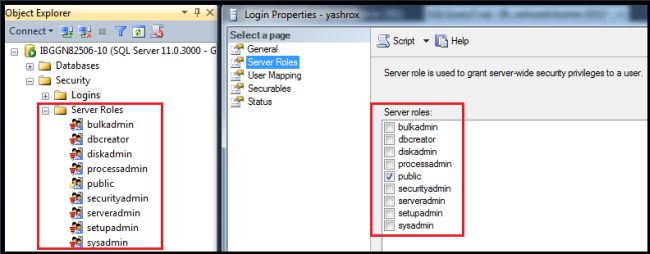 Object Explorer
Connect
IBGGN82506-10 (SQL Server 11.0.3000 - G
Databases
Security
Logins
Server Roles
bulkadmin
dbcreator
diskadmin
processadmin
public
securityadmin
serveradmin
setupadmin
sysadmin
Login Properties - yashrox
Select a page
General
Server Roles
User Mapping
Securables
Status
Script
Help
Server role is used to grant server-wide security privileges to a user.
Server roles:
bulkadmin
dbcreator
diskadmin
processadmin
public
securityadmin
serveradmin
setupadmin
sysadmin